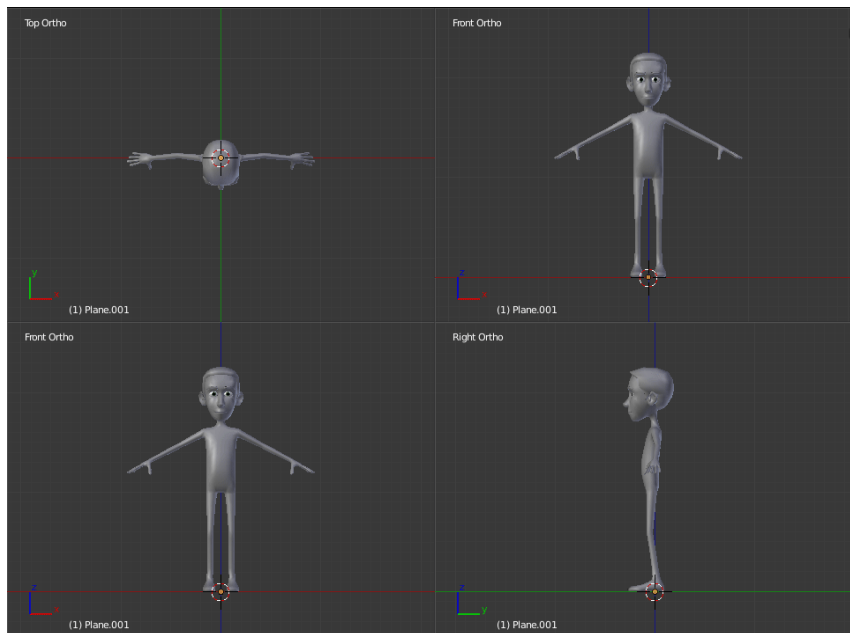 Top Ortho
y
x
(1) Plane.001
Front Ortho
z
x
(1) Plane.001
Front Ortho
z
x
(1) Plane.001
Right Ortho
z
y
(1) Plane.001